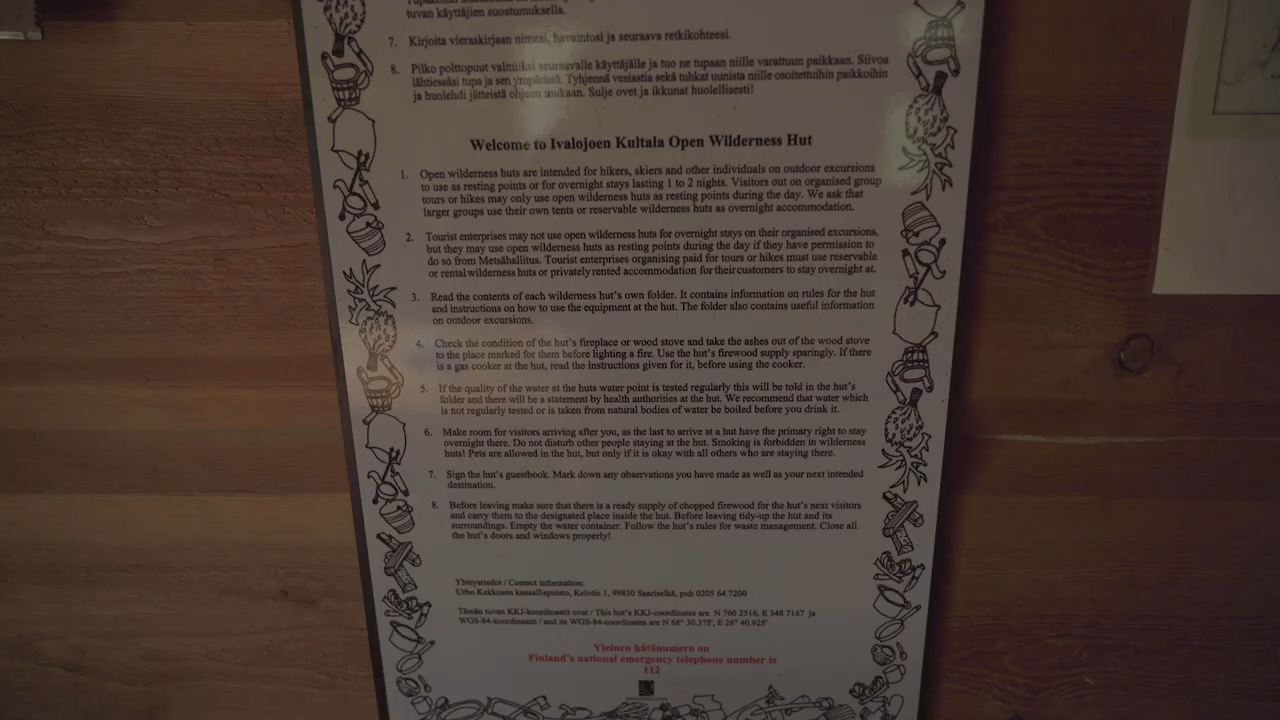 tuvan käyttäjien suostumuksella.
7. Kirjoita vieraskirjaan nimesi, havaintosi ja seuraava retkikohteesi.
8. Pilko polttopuut valmiiksi seuraavalle käyttäjälle ja tuo ne tupaan niille varattuun paikkaan. Siivoa
lähtiessäsi tupa ja sen ympäristö. Tyhjennä vesiastia sekä tuhkat uunista niille osoitettuihin paikkoihin
ja huolehdi jätteistä ohjeen mukaan. Sulje ovet ja ikkunat huolellisesti!
Welcome to Ivalojoen Kultala Open Wilderness Hut
1. Open wilderness huts are intended for hikers, skiers and other individuals on outdoor excursions
to use as resting points or for overnight stays lasting 1 to 2 nights. Visitors out on organised group
tours or hikes may only use open wilderness huts as resting points during the day. We ask that
larger groups use their own tents or reservable wilderness huts as overnight accommodation.
2. Tourist enterprises may not use open wilderness huts for overnight stays on their organised excursions,
but they may use open wilderness huts as resting points during the day if they have permission to
do so from Metsähallitus. Tourist enterprises organising paid for tours or hikes must use reservable
or rental wilderness huts or privately rented accommodation for their customers to stay overnight at.
3. Read the contents of each wilderness hut's own folder. It contains information on rules for the hut
and instructions on how to use the equipment at the hut. The folder also contains useful information
on outdoor excursions.
4. Check the condition of the hut's fireplace or wood stove and take the ashes out of the wood stove
to the place marked for them before lighting a fire. Use the hut's firewood supply sparingly. If there
is a gas cooker at the hut, read the instructions given for it, before using the cooker.
5. If the quality of the water at the huts water point is tested regularly this will be told in the hut's
folder and there will be a statement by health authorities at the hut. We recommend that water which
is not regularly tested or is taken from natural bodies of water be boiled before you drink it.
6. Make room for visitors arriving after you, as the last to arrive at a hut have the primary right to stay
overnight there. Do not disturb other people staying at the hut. Smoking is forbidden in wilderness
huts! Pets are allowed in the hut, but only if it is okay with all others who are staying there.
7. Sign the hut's guestbook. Mark down any observations you have made as well as your next intended
destination.
8. Before leaving make sure that there is a ready supply of chopped firewood for the hut's next visitors
and carry them to the designated place inside the hut. Before leaving tidy-up the hut and its
surroundings. Empty the water container. Follow the hut's rules for waste management. Close all
the hut's doors and windows properly!
Yhteystiedot / Contact information:
Urho Kekkosen kansallispuisto, Kelotie 1, 99830 Saariselkä, puh 0205 64 7200
Tämän tuvan KKJ-koordinaatit ovat / This hut's KKJ-coordinates are N 760 2516, E 348 7167 ja
WGS-84-koordinaatit / and its WGS-84-coordinates are N 68° 30.375', E 26° 40.925'
Yleinen hätänumero on
Finland's national emergency telephone number is
112